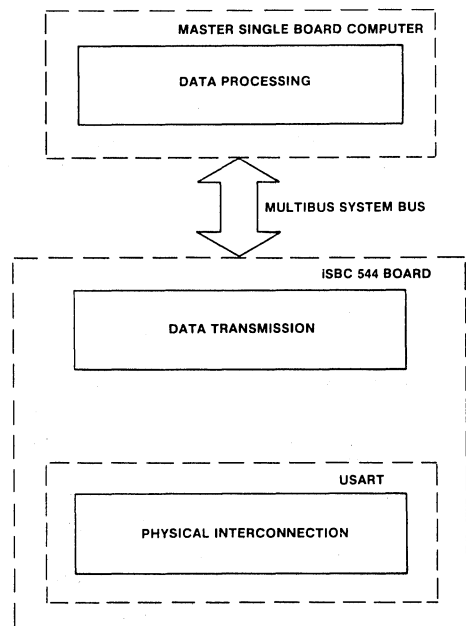 MASTER SINGLE BOARD COMPUTER
DATA PROCESSING
MULTIBUS SYSTEM BUS
iSBC 544 BOARD
DATA TRANSMISSION
USART
PHYSICAL INTERCONNECTION